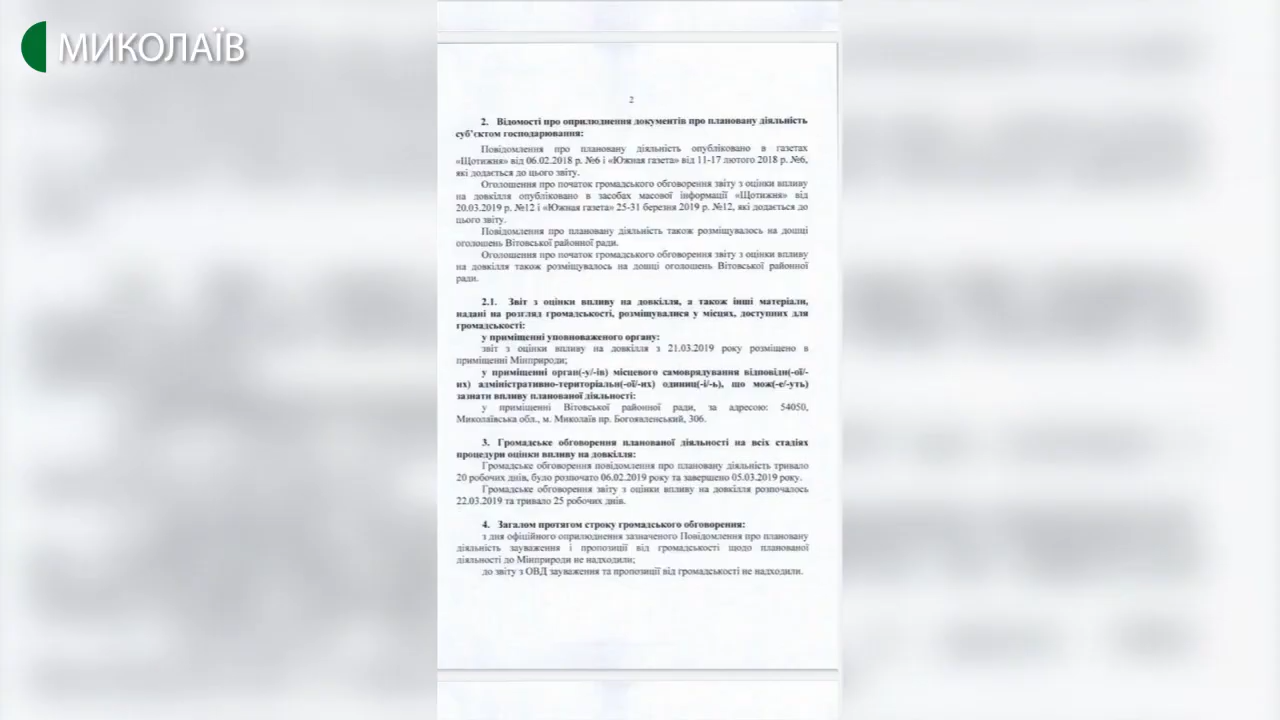 МИКОЛАЇВ
2
2. Відомості про оприлюднення документів про плановану діяльність
суб’єктом господарювання:
Повідомлення про плановану діяльність опубліковано в газетах
«Щотижня» від 06.02.2018 р. №6 і «Южная газета» від 11-17 лютого 2018 р. №6,
які додається до цього звіту.
Оголошення про початок громадського обговорення звіту з оцінки впливу
на довкілля опубліковано в засобах масової інформації «Щотижня» від
20.03.2019 р. №12 і «Южная газета» 25-31 березня 2019 р. №12, які додається до
цього звіту.
Повідомлення про плановану діяльність також розміщувалось на дошці
оголошень Вітовської районної ради.
Оголошення про початок громадського обговорення звіту з оцінки впливу
на довкілля також розміщувалось на дошці оголошень Вітовської районної
ради.
2.1. Звіт з оцінки впливу на довкілля, а також інші матеріали,
надані на розгляд громадськості, розміщувалися у місцях, доступних для
громадськості:
у приміщенні уповноваженого органу:
звіт з оцінки впливу на довкілля з 21.03.2019 року розміщено в
приміщенні Мінприроди;
у приміщенні орган(-у/-ів) місцевого самоврядування відповідн(-ої/-
их) адміністративно-територіальн(-ої/-их) одиниц(-і/-ь), що мож(-е/-уть)
зазнати впливу планованої діяльності:
у приміщенні Вітовської районної ради, за адресою: 54050,
Миколаївська обл., м. Миколаїв пр. Богоявленський, 306.
3. Громадське обговорення планованої діяльності на всіх стадіях
процедури оцінки впливу на довкілля:
Громадське обговорення повідомлення про плановану діяльність тривало
20 робочих днів, було розпочато 06.02.2019 року та завершено 05.03.2019 року.
Громадське обговорення звіту з оцінки впливу на довкілля розпочалось
22.03.2019 та тривало 25 робочих днів.
4. Загалом протягом строку громадського обговорення:
з дня офіційного оприлюднення зазначеного Повідомлення про плановану
діяльність зауваження і пропозиції від громадськості щодо планованої
діяльності до Мінприроди не надходили;
до звіту з ОВД зауваження та пропозиції від громадськості не надходили.